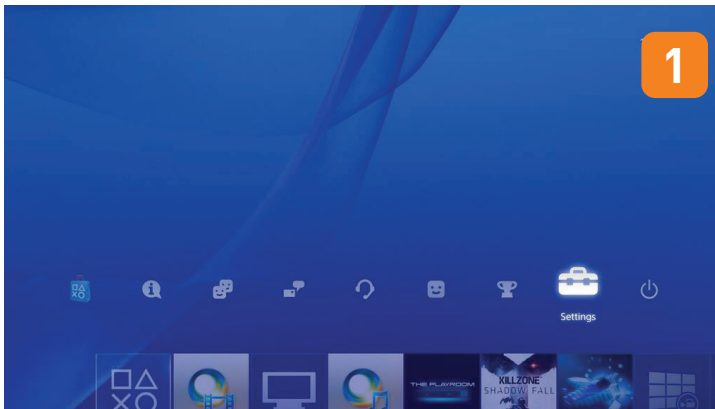 1
Settings
THE PLAYROOM
KILLZONE
SHADOW FALL